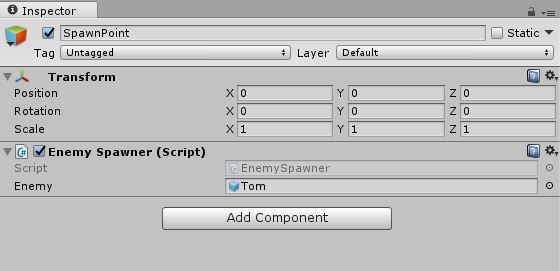 Inspector
SpawnPoint Static
Tag Untagged Layer Default
Transform
Position X 0 Y 0 Z 0
Rotation X 0 Y 0 Z 0
Scale X 1 Y 1 Z 1
C# Enemy Spawner (Script)
Script EnemySpawner
Enemy Tom
Add Component